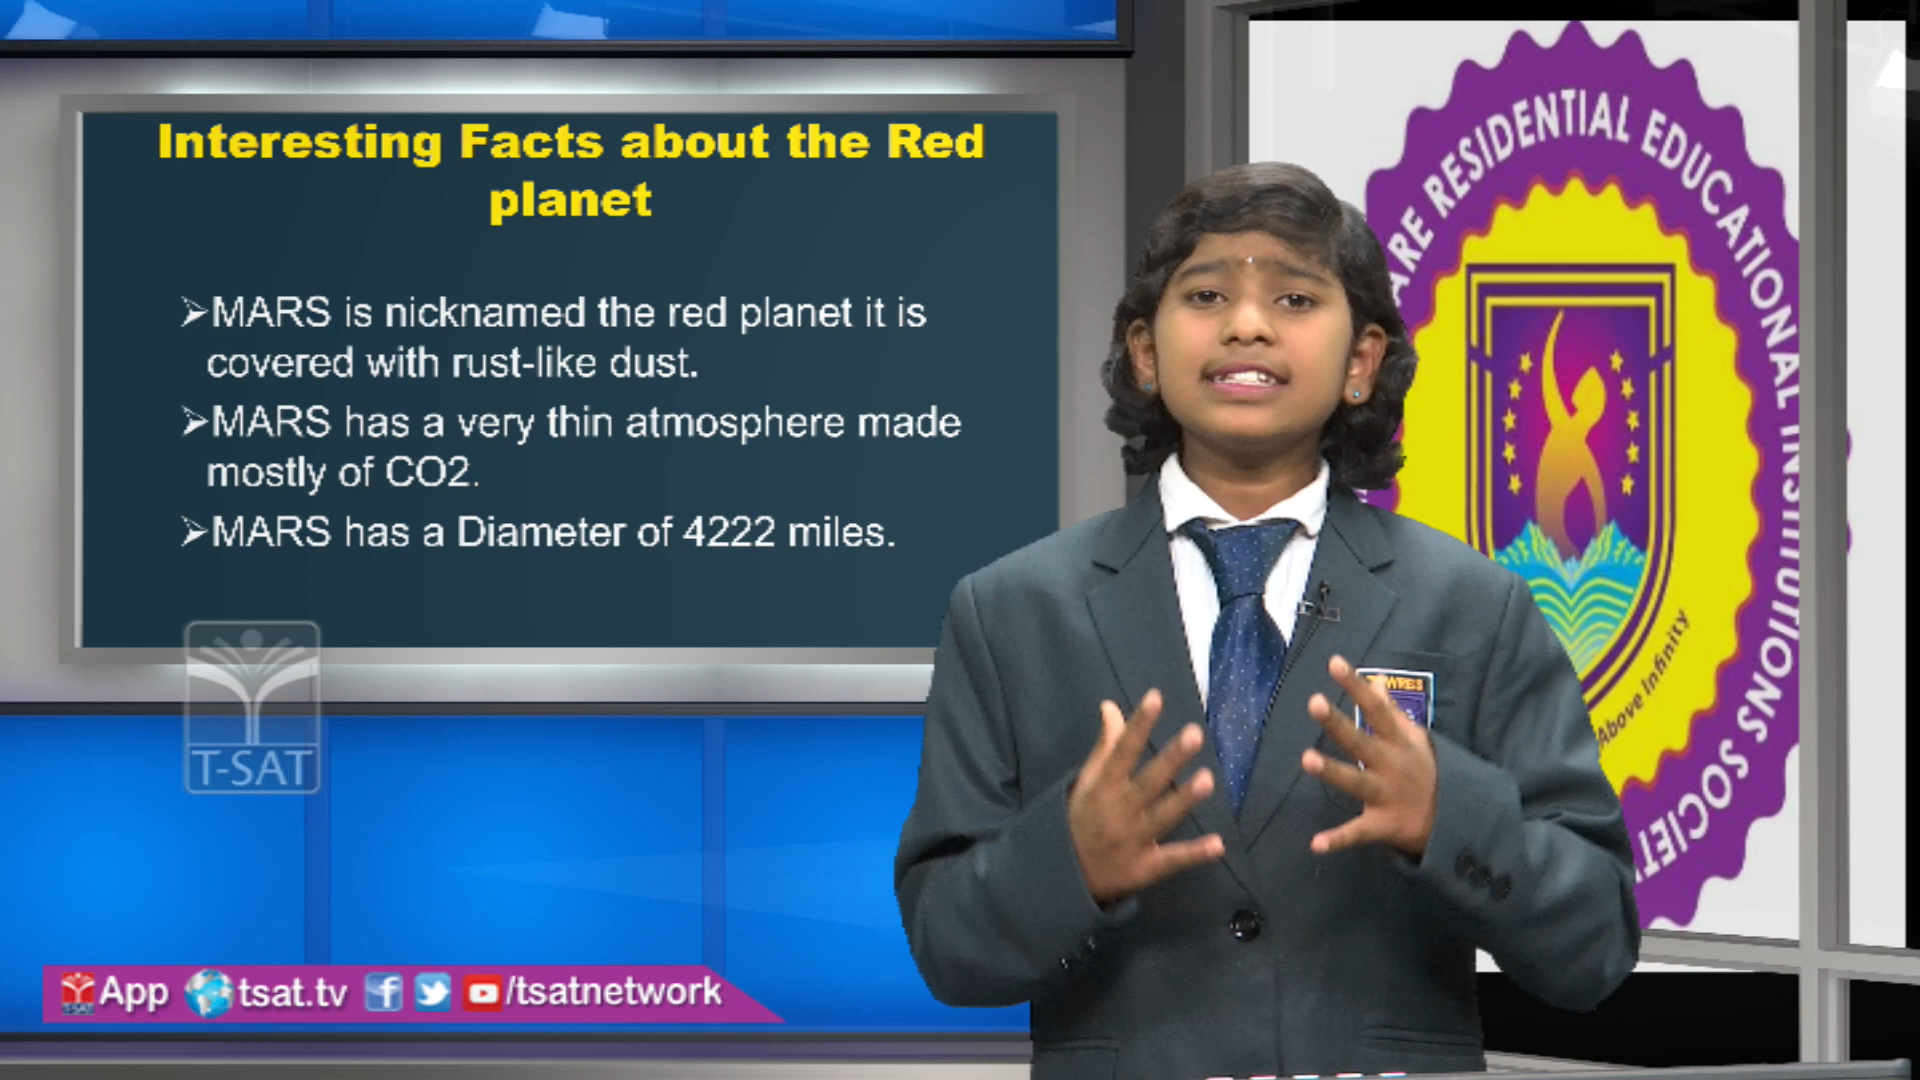 Interesting Facts about the Red
planet
➢MARS is nicknamed the red planet it is
covered with rust-like dust.
➢MARS has a very thin atmosphere made
mostly of CO2.
➢MARS has a Diameter of 4222 miles.
T-SAT
App tsat.tv /tsatnetwork
ARE RESIDENTIAL EDUCATIONAL INSTITUTIONS SOCIET
Above Infinity